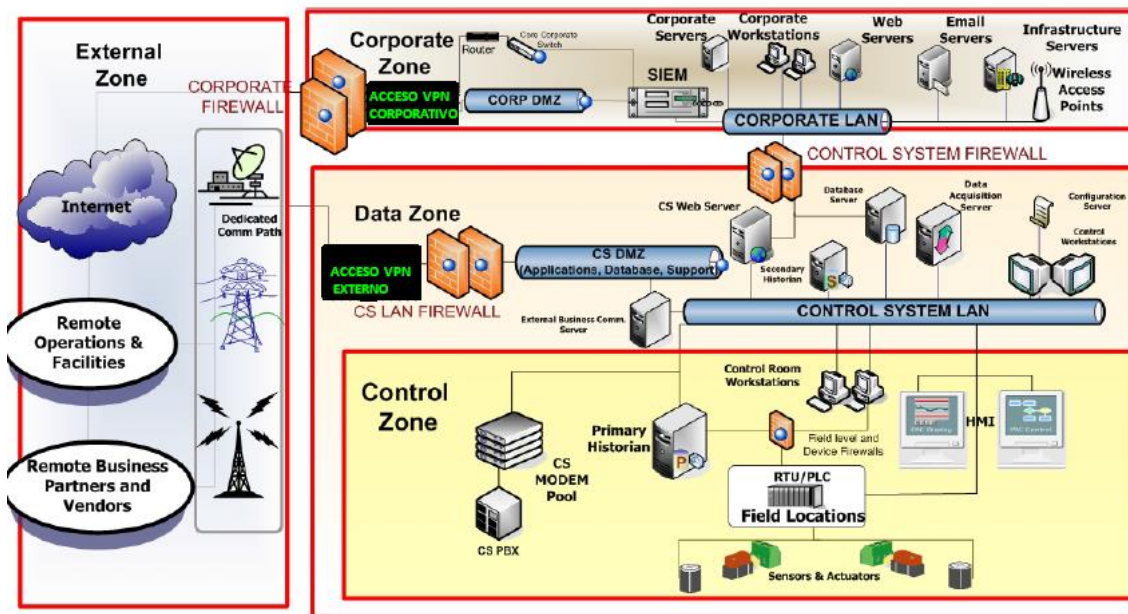 External
Zone
CORPORATE
FIREWALL
Internet
Dedicated
Comm Path
Remote
Operations &
Facilities
Remote Business
Partners and
Vendors
Corporate
Zone
Router
Core Corporate
Switch
ACCESO VPN
CORPORATIVO
CORP DMZ
SIEM
Corporate
Servers
Corporate
Workstations
Web
Servers
Email
Servers
Infrastructure
Servers
Wireless
Access
Points
CORPORATE LAN
CONTROL SYSTEM FIREWALL
Data Zone
ACCESO VPN
EXTERNO
CS LAN FIREWALL
CS DMZ
(Applications, Database, Support)
CS Web Server
Database
Server
Data
Acquisition
Server
Configuration
Server
Control
Workstations
Secondary
Historian
S
External Business Comm.
Server
CONTROL SYSTEM LAN
Control
Zone
CS
MODEM
Pool
CS PBX
Primary
Historian
P
Control Room
Workstations
Field level and
Device Firewalls
HMI
RTU/PLC
Field Locations
Sensors & Actuators